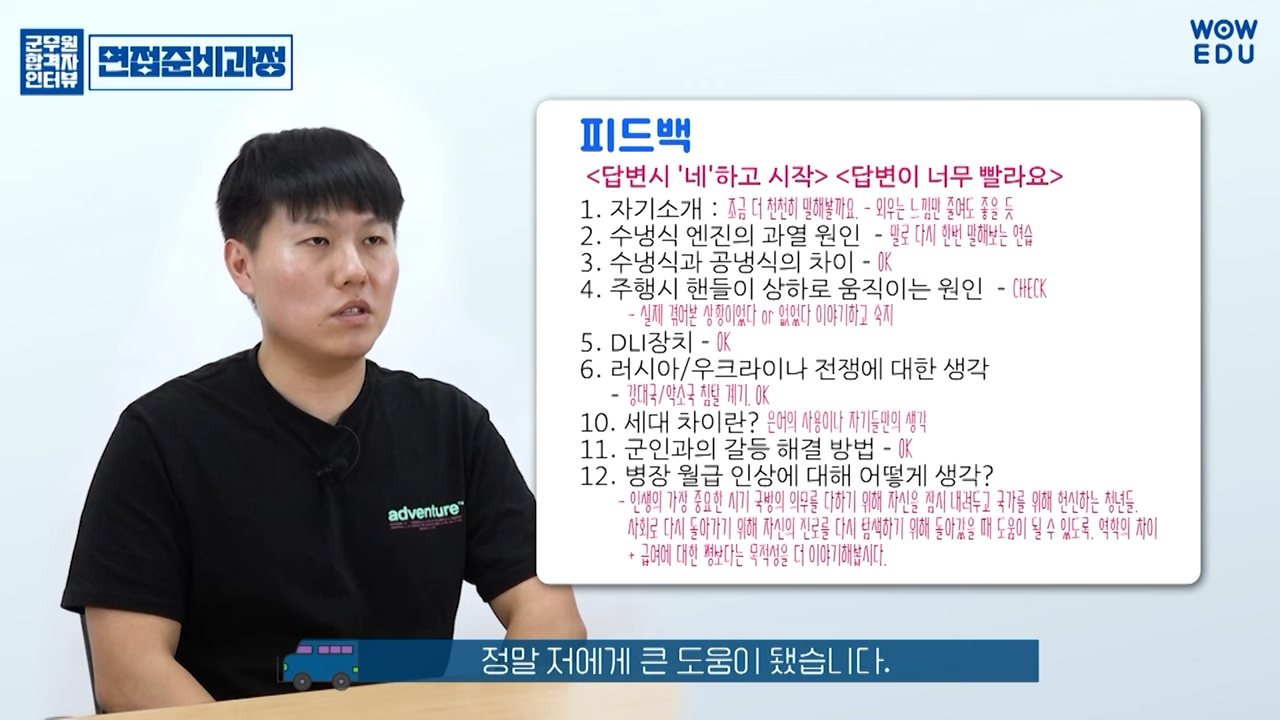 군무원
합격자
인터뷰
면접준비과정
WOW
EDU
피드백
<답변시 '네'하고 시작> <답변이 너무 빨라요>
1. 자기소개 : 조금 더 천천히 말해볼까요. - 외우는 느낌만 줄여도 좋을 듯
2. 수냉식 엔진의 과열 원인 - 말로 다시 한번 말해보는 연습
3. 수냉식과 공냉식의 차이 - OK
4. 주행시 핸들이 상하로 움직이는 원인 - CHECK
- 실제 겪어본 상황이었다 or 없었다 이야기하고 숙지
5. DLI장치 - OK
6. 러시아/우크라이나 전쟁에 대한 생각
- 강대국/약소국 침탈 계기. OK
10. 세대 차이란? 은어의 사용이나 자기들만의 생각
11. 군인과의 갈등 해결 방법 - OK
12. 병장 월급 인상에 대해 어떻게 생각?
- 인생의 가장 중요한 시기 국방의 의무를 다하기 위해 자신을 잠시 내려두고 국가를 위해 헌신하는 청년들.
사회로 다시 돌아가기 위해 자신의 진로를 다시 탐색하기 위해 돌아갔을 때 도움이 될 수 있도록. 역학의 차이
+ 급여에 대한 평보다는 목적성을 더 이야기해봅시다.
adventure
정말 저에게 큰 도움이 됐습니다.